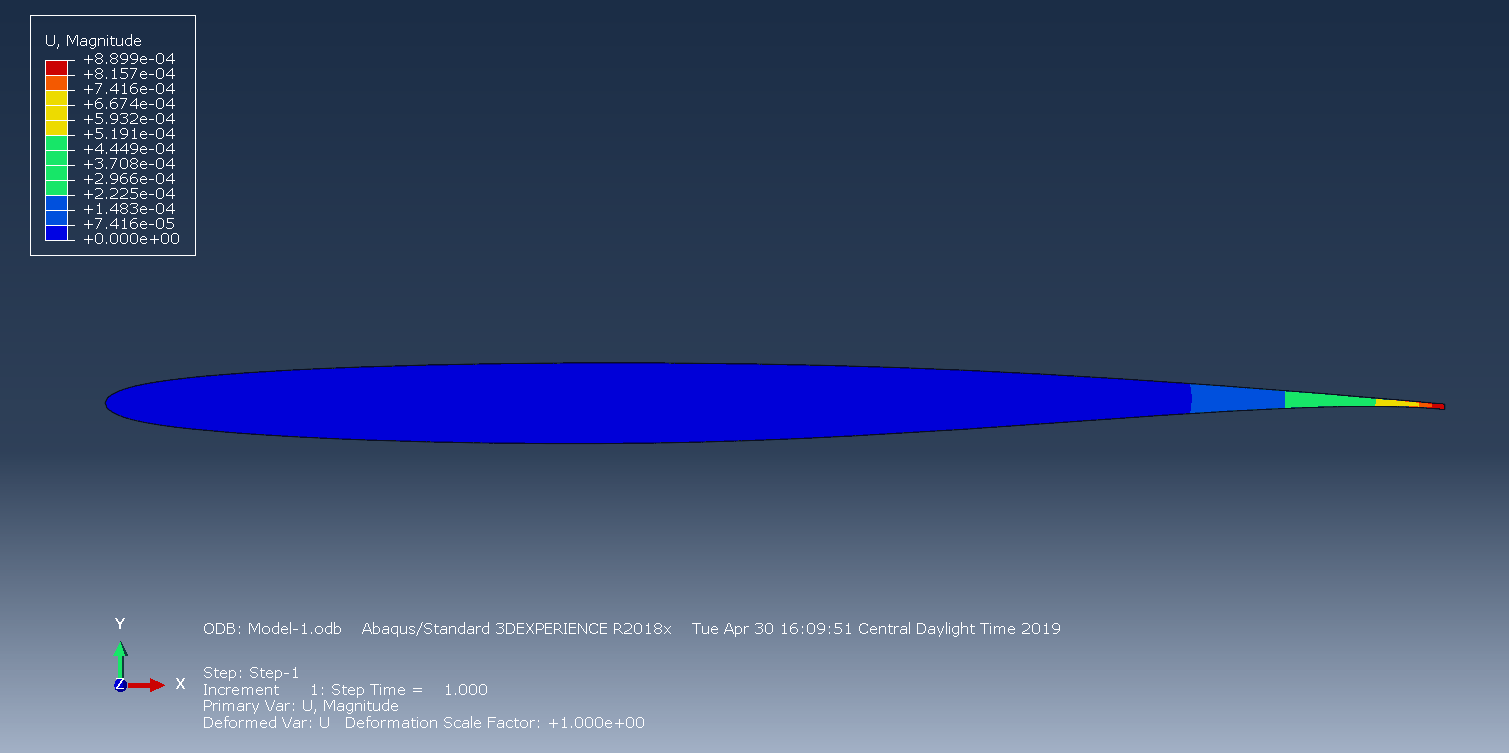 U, Magnitude
+8.899e-04
+8.157e-04
+7.416e-04
+6.674e-04
+5.932e-04
+5.191e-04
+4.449e-04
+3.708e-04
+2.966e-04
+2.225e-04
+1.483e-04
+7.416e-05
+0.000e+00
Y
Z
X
ODB: Model-1.odb    Abaqus/Standard 3DEXPERIENCE R2018x    Tue Apr 30 16:09:51 Central Daylight Time 2019
Step: Step-1
Increment      1: Step Time =    1.000
Primary Var: U, Magnitude
Deformed Var: U   Deformation Scale Factor: +1.000e+00